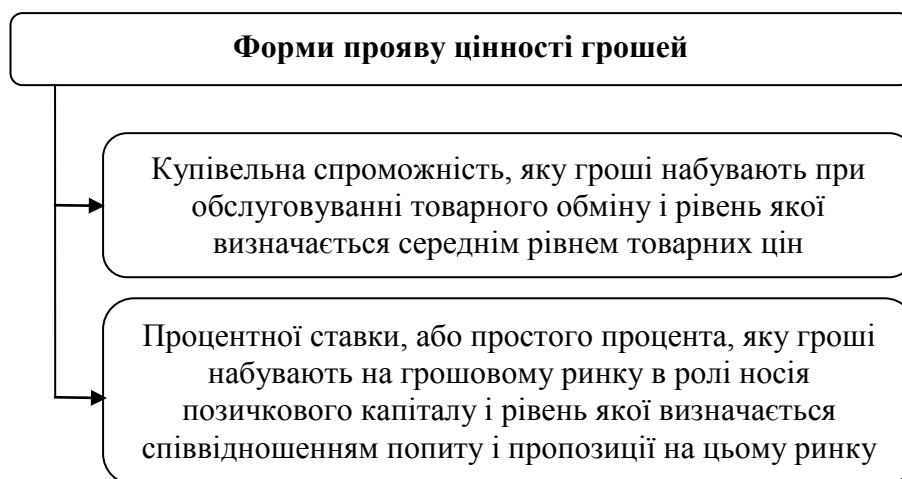 Форми прояву цінності грошей
Купівельна спроможність, яку гроші набувають при
обслуговуванні товарного обміну і рівень якої
визначається середнім рівнем товарних цін
Процентної ставки, або простого процента, яку гроші
набувають на грошовому ринку в ролі носія
позичкового капіталу і рівень якої визначається
співвідношенням попиту і пропозиції на цьому ринку